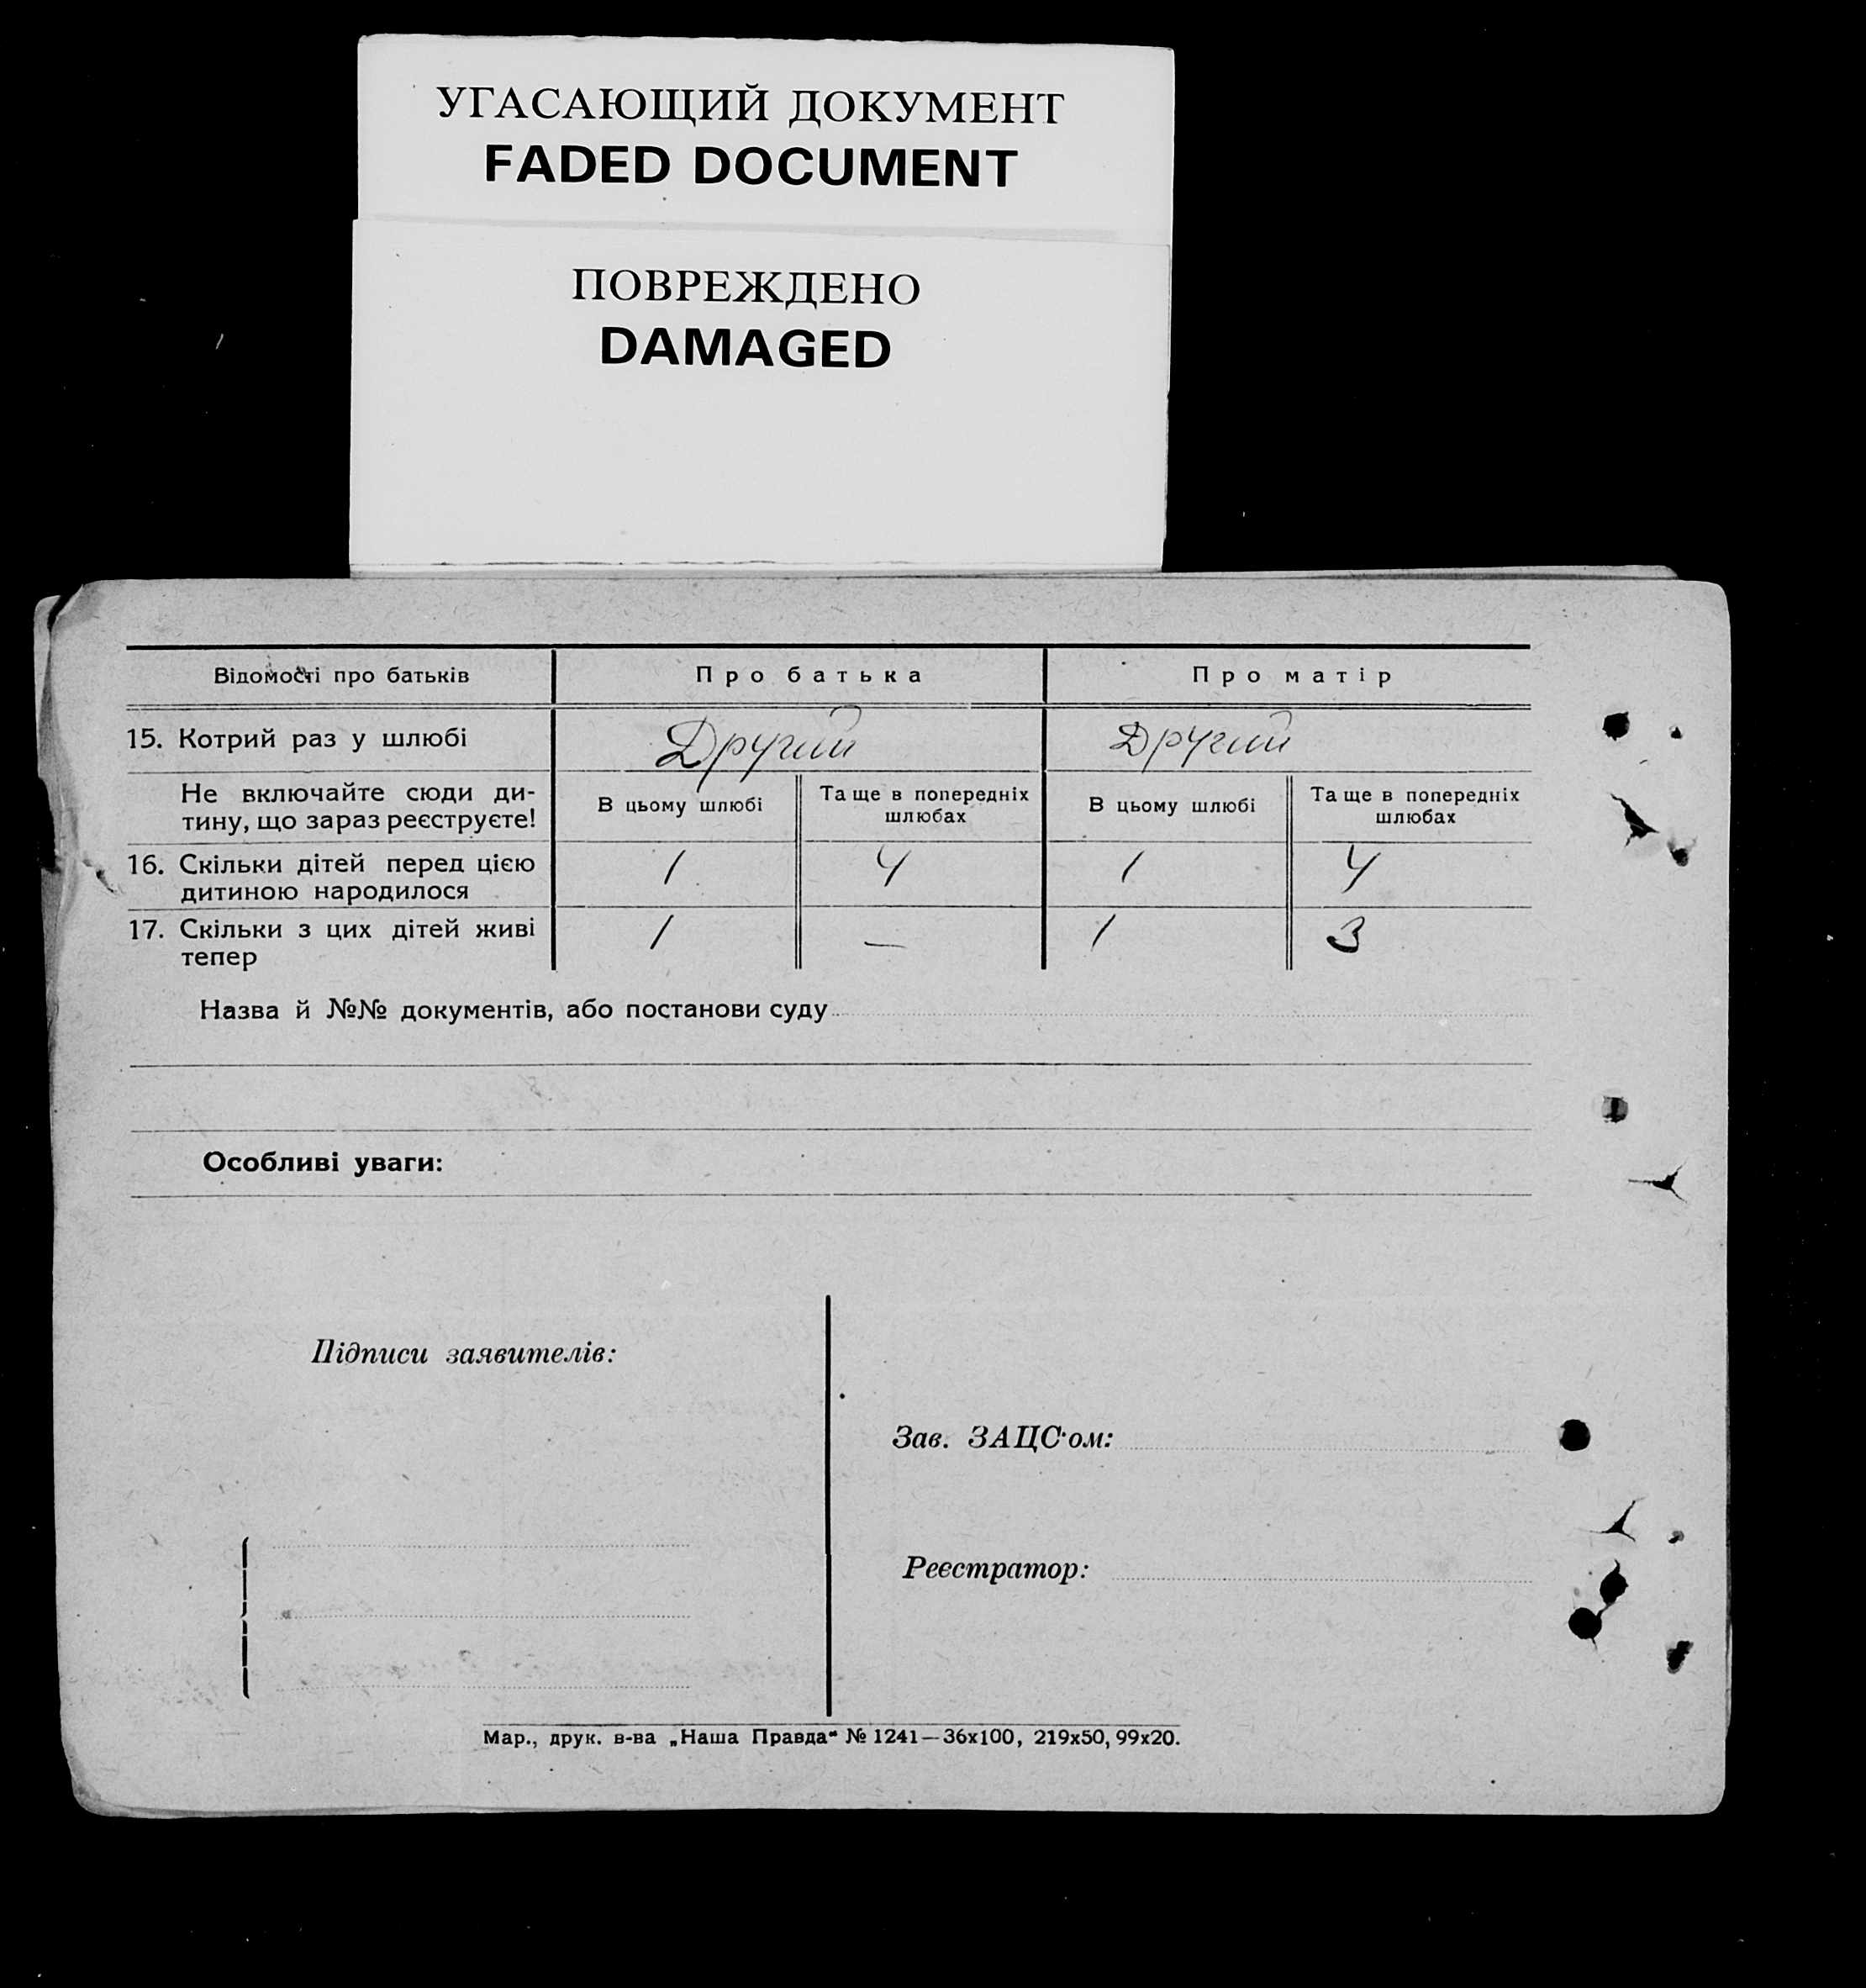 УГАСАЮЩИЙ ДОКУМЕНТ
FADED DOCUMENT
ПОВРЕЖДЕНО
DAMAGED
Відомості про батьків Про батька Про матір
15. Котрий раз у шлюбі Другий Другий
Не включайте сюди ди-
тину, що зараз реєструєте!
В цьому шлюбі Та ще в попередніх
шлюбах
В цьому шлюбі Та ще в попередніх
шлюбах
16. Скільки дітей перед цією
дитиною народилося
1 4 1 4
17. Скільки з цих дітей живі
тепер
1 — 1 3
Назва й №№ документів, або постанови суду
Особливі уваги:
Підписи заявителів:
Зав. ЗАЦС'ом:
Реєстратор:
Мар., друк. в-ва „Наша Правда“ № 1241—36х100, 219х50, 99х20.